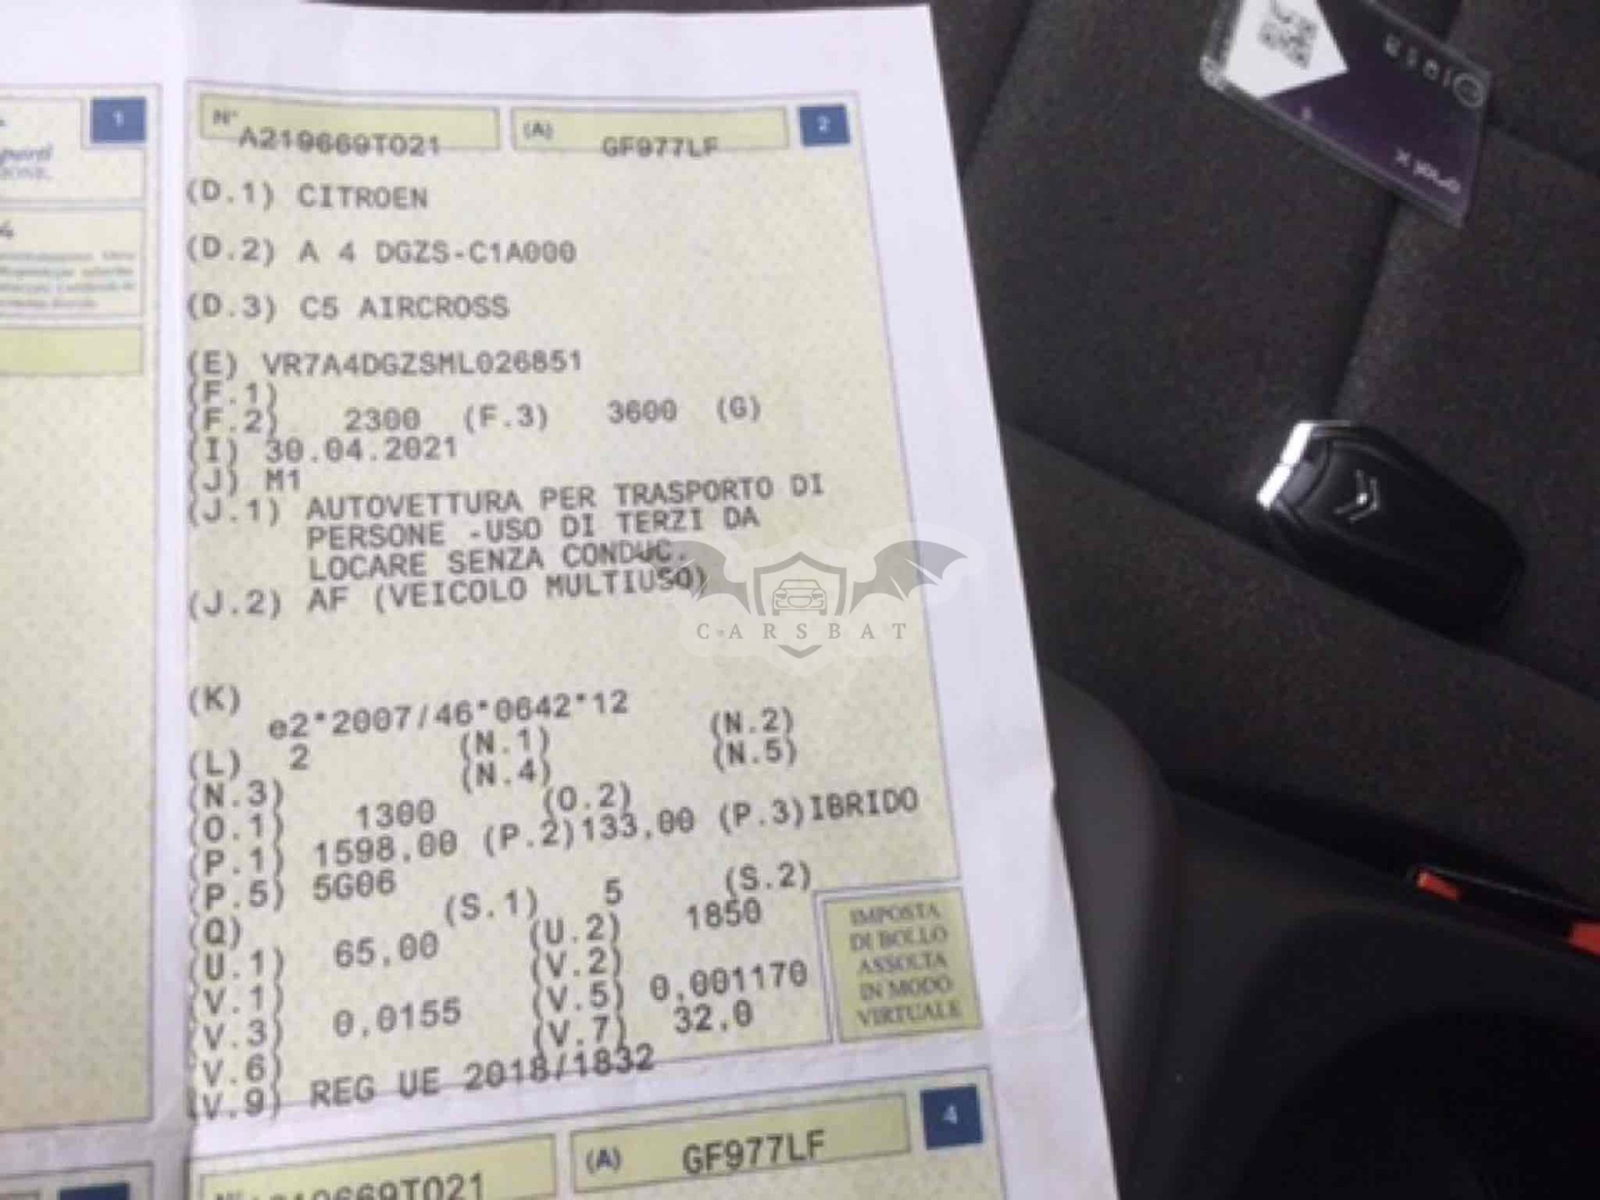 1
N° A219669TO21 (A) GF977LF 2
(D.1) CITROEN
(D.2) A 4 DGZS-C1A000
(D.3) C5 AIRCROSS
(E) VR7A4DGZSML026851
(F.1)
(F.2) 2300 (F.3) 3600 (G)
(I) 30.04.2021
(J) M1
(J.1) AUTOVETTURA PER TRASPORTO DI
PERSONE -USO DI TERZI DA
LOCARE SENZA CONDUC.
(J.2) AF (VEICOLO MULTIUSO)
CARSBAT
(K) e2*2007/46*0642*12
(L) 2 (N.1) (N.2)
(N.3) (N.4) (N.5)
(O.1) 1300 (O.2)
(P.1) 1598,00 (P.2)133,00 (P.3)IBRIDO
(P.5) 5G06
(Q) (S.1) 5 (S.2)
(U.1) 65,00 (U.2) 1850
(V.1) (V.2)
(V.3) 0,0155 (V.5) 0,001170
(V.6) (V.7) 32,0
(V.9) REG UE 2018/1832
IMPOSTA
DI BOLLO
ASSOLTA
IN MODO
VIRTUALE
(A) GF977LF 4